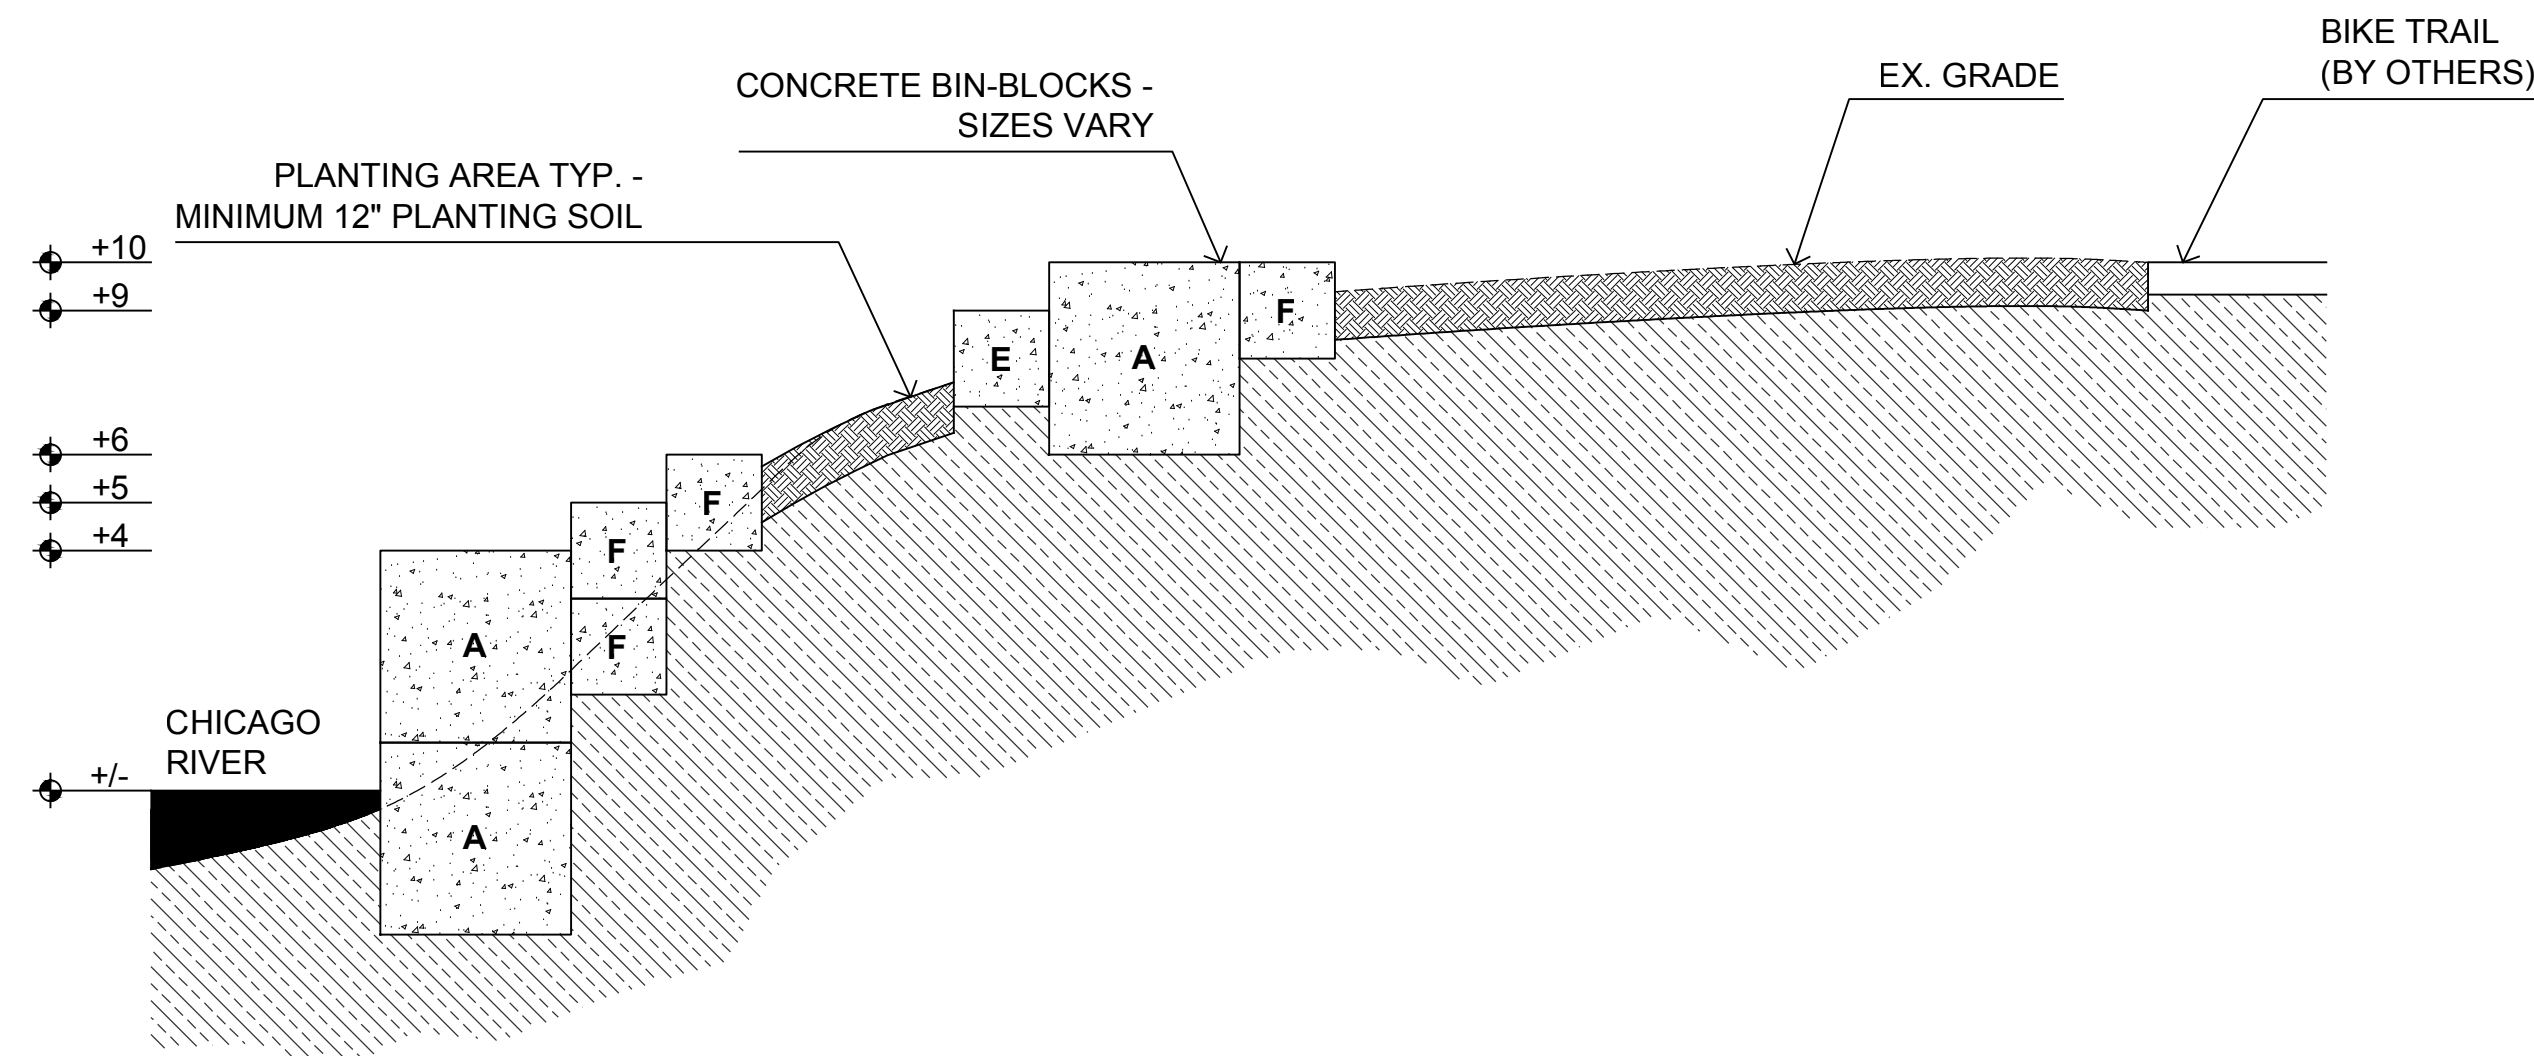 BIKE TRAIL
(BY OTHERS)
EX. GRADE
CONCRETE BIN-BLOCKS -
SIZES VARY
PLANTING AREA TYP. -
MINIMUM 12" PLANTING SOIL
+10
+9
F
E
A
+6
+5
F
+4
F
A
F
CHICAGO
RIVER
+/-
A